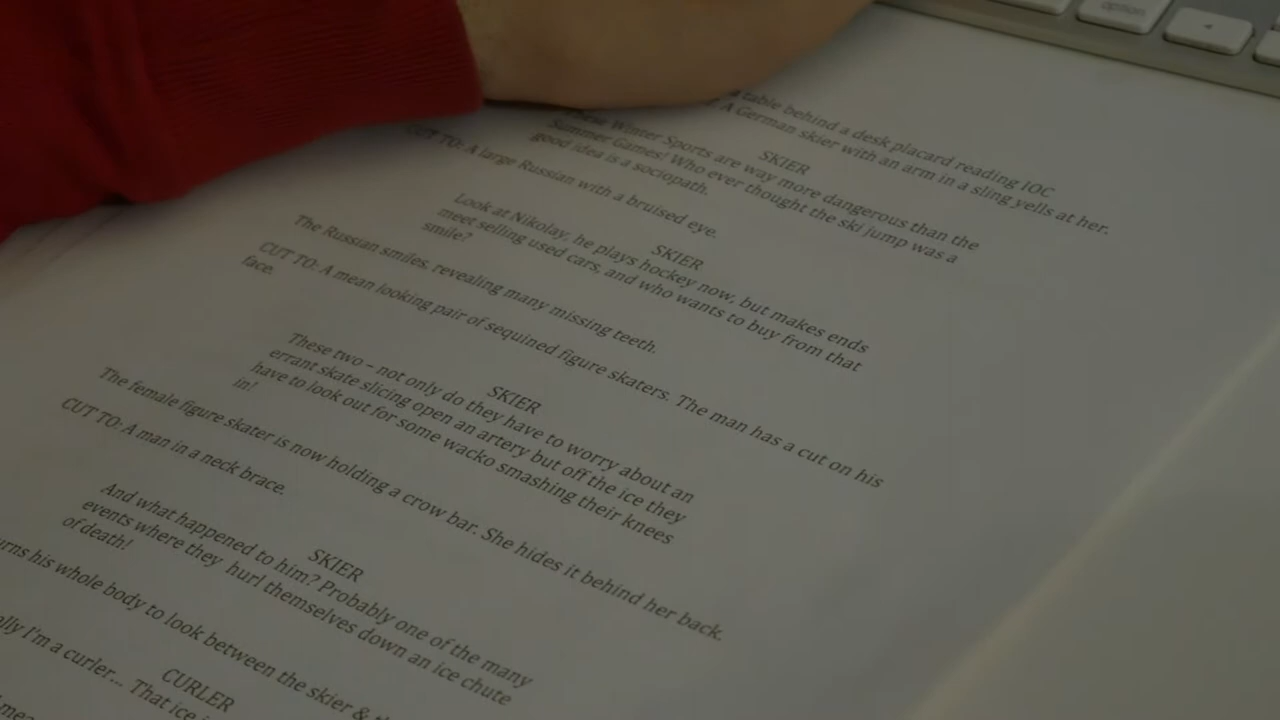 option
table behind a desk placard reading IOC
A German skier with an arm in a sling yells at her.
SKIER
Winter Sports are way more dangerous than the
Summer Games! Who ever thought the ski jump was a
good idea is a sociopath.
CUT TO: A large Russian with a bruised eye.
SKIER
Look at Nikolay, he plays hockey now, but makes ends
meet selling used cars, and who wants to buy from that
smile?
The Russian smiles, revealing many missing teeth.
CUT TO: A mean looking pair of sequined figure skaters. The man has a cut on his
face.
SKIER
These two – not only do they have to worry about an
errant skate slicing open an artery but off the ice they
have to look out for some wacko smashing their knees
in!
The female figure skater is now holding a crow bar. She hides it behind her back.
CUT TO: A man in a neck brace.
SKIER
And what happened to him? Probably one of the many
events where they hurl themselves down an ice chute
of death!
his whole body to look between the skier &
CURLER
I'm a curler... That ice